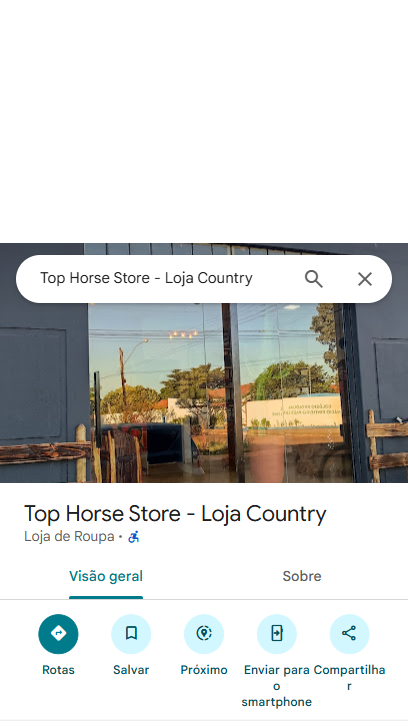 Top Horse Store - Loja Country
Top Horse Store - Loja Country
Loja de Roupa •
Visão geral
Sobre
Rotas
Salvar
Próximo
Enviar para
o
smartphone
Compartilha
r